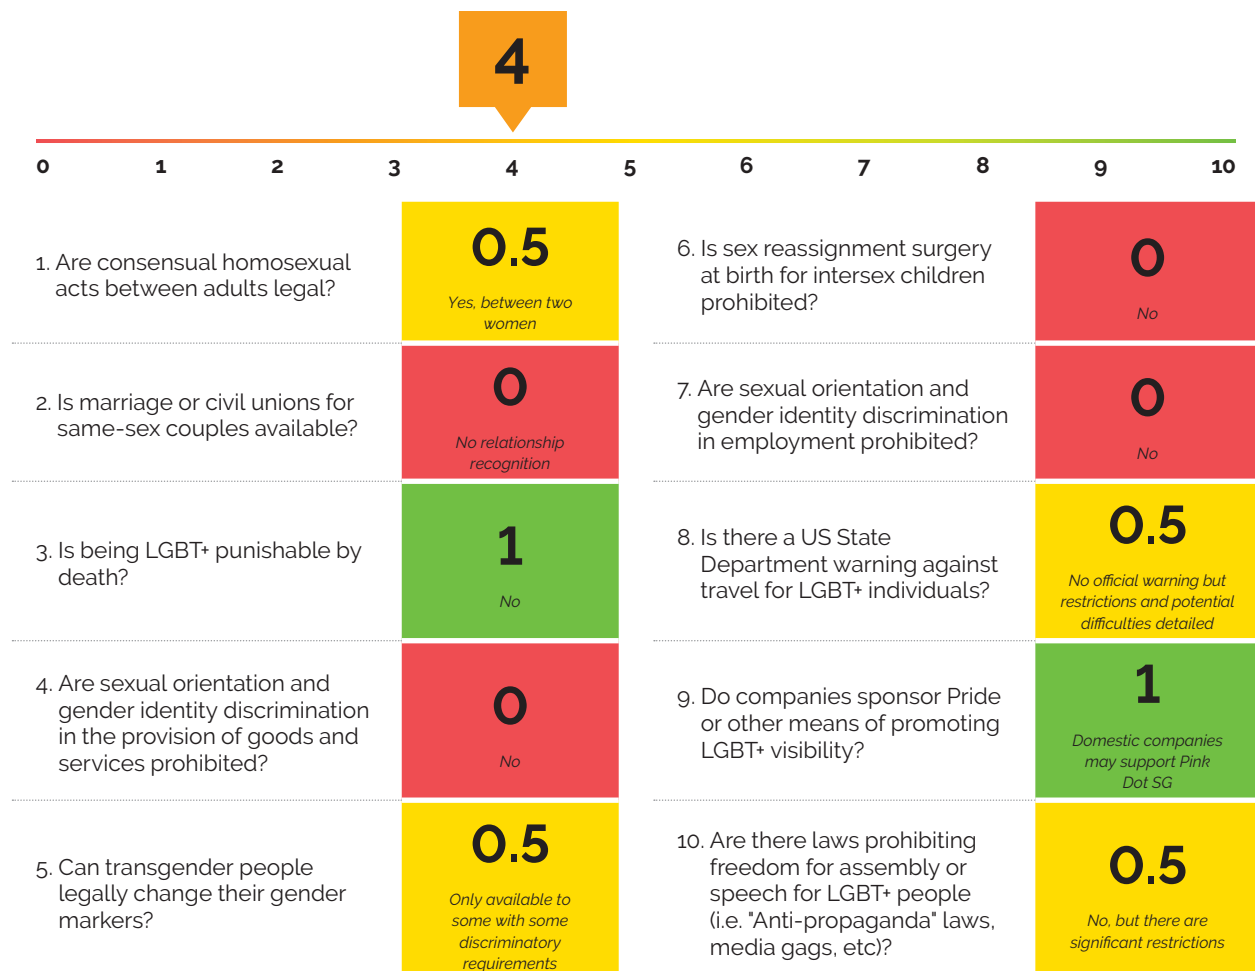 4
0 1 2 3 4 5 6 7 8 9 10
1. Are consensual homosexual
acts between adults legal?
0.5
Yes, between two
women
2. Is marriage or civil unions for
same-sex couples available?
0
No relationship
recognition
3. Is being LGBT+ punishable by
death?
1
No
4. Are sexual orientation and
gender identity discrimination
in the provision of goods and
services prohibited?
0
No
5. Can transgender people
legally change their gender
markers?
0.5
Only available to
some with some
discriminatory
requirements
6. Is sex reassignment surgery
at birth for intersex children
prohibited?
0
No
7. Are sexual orientation and
gender identity discrimination
in employment prohibited?
0
No
8. Is there a US State
Department warning against
travel for LGBT+ individuals?
0.5
No official warning but
restrictions and potential
difficulties detailed
9. Do companies sponsor Pride
or other means of promoting
LGBT+ visibility?
1
Domestic companies
may support Pink
Dot SG
10. Are there laws prohibiting
freedom for assembly or
speech for LGBT+ people
(i.e. "Anti-propaganda" laws,
media gags, etc)?
0.5
No, but there are
significant restrictions